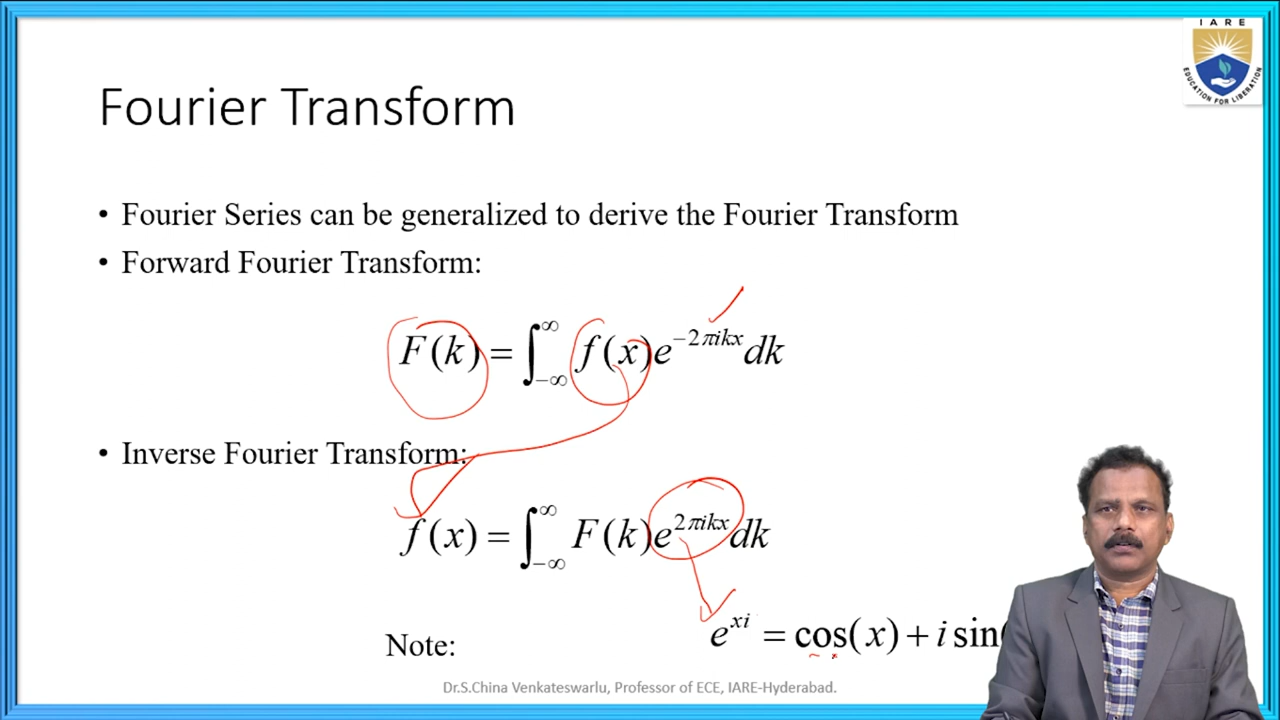 IARE
EDUCATION FOR LIBERATION
Fourier Transform
• Fourier Series can be generalized to derive the Fourier Transform
• Forward Fourier Transform:
F(k) = ∫_{-∞}^{∞} f(x)e^{-2πikx}dk
• Inverse Fourier Transform:
f(x) = ∫_{-∞}^{∞} F(k)e^{2πikx}dk
e^{xi} = cos(x) + i sin(
Note:
Dr.S.China Venkateswarlu, Professor of ECE, IARE-Hyderabad.